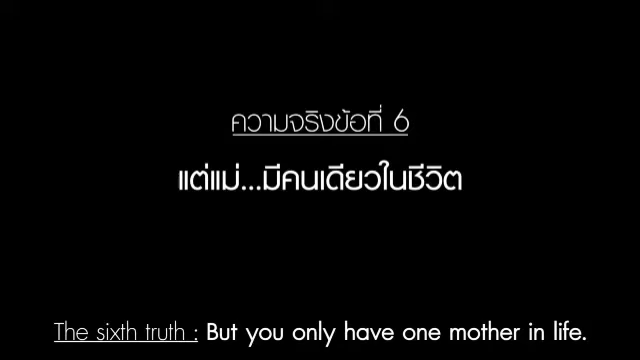 ความจริงข้อที่ 6
แต่แม่...มีคนเดียวในชีวิต
The sixth truth : But you only have one mother in life.